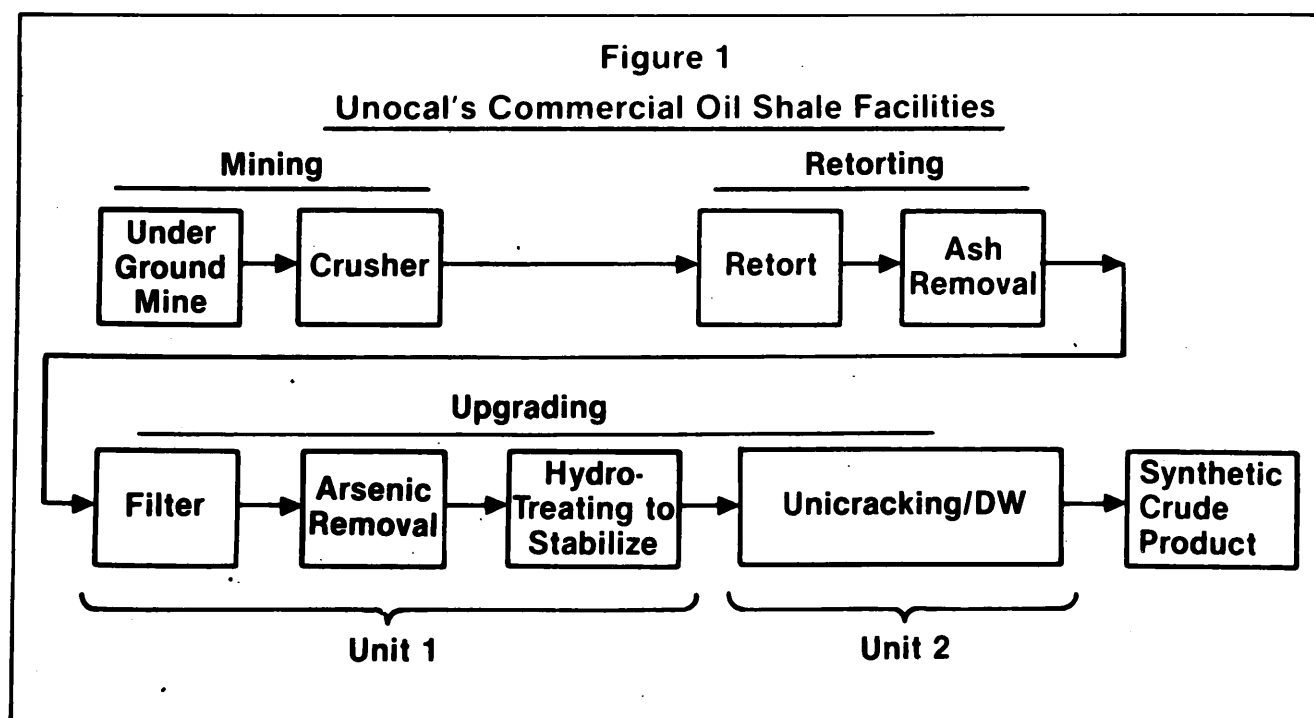 Figure 1
Unocal's Commercial Oil Shale Facilities
Mining
Retorting
Under
Ground
Mine
Crusher
Retort
Ash
Removal
Upgrading
Filter
Arsenic
Removal
Hydro-
Treating to
Stabilize
Unicracking/DW
Synthetic
Crude
Product
Unit 1
Unit 2